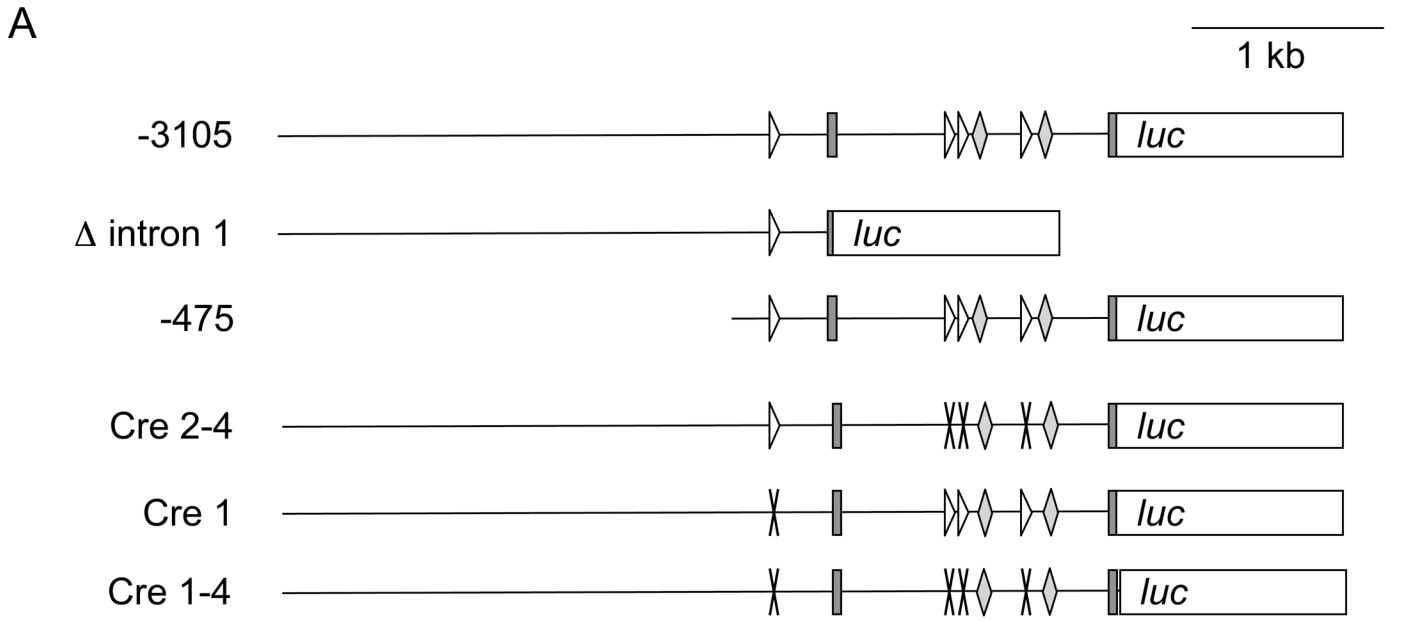 A
1 kb
-3105
luc
Δ intron 1
luc
-475
luc
Cre 2-4
luc
Cre 1
luc
Cre 1-4
luc